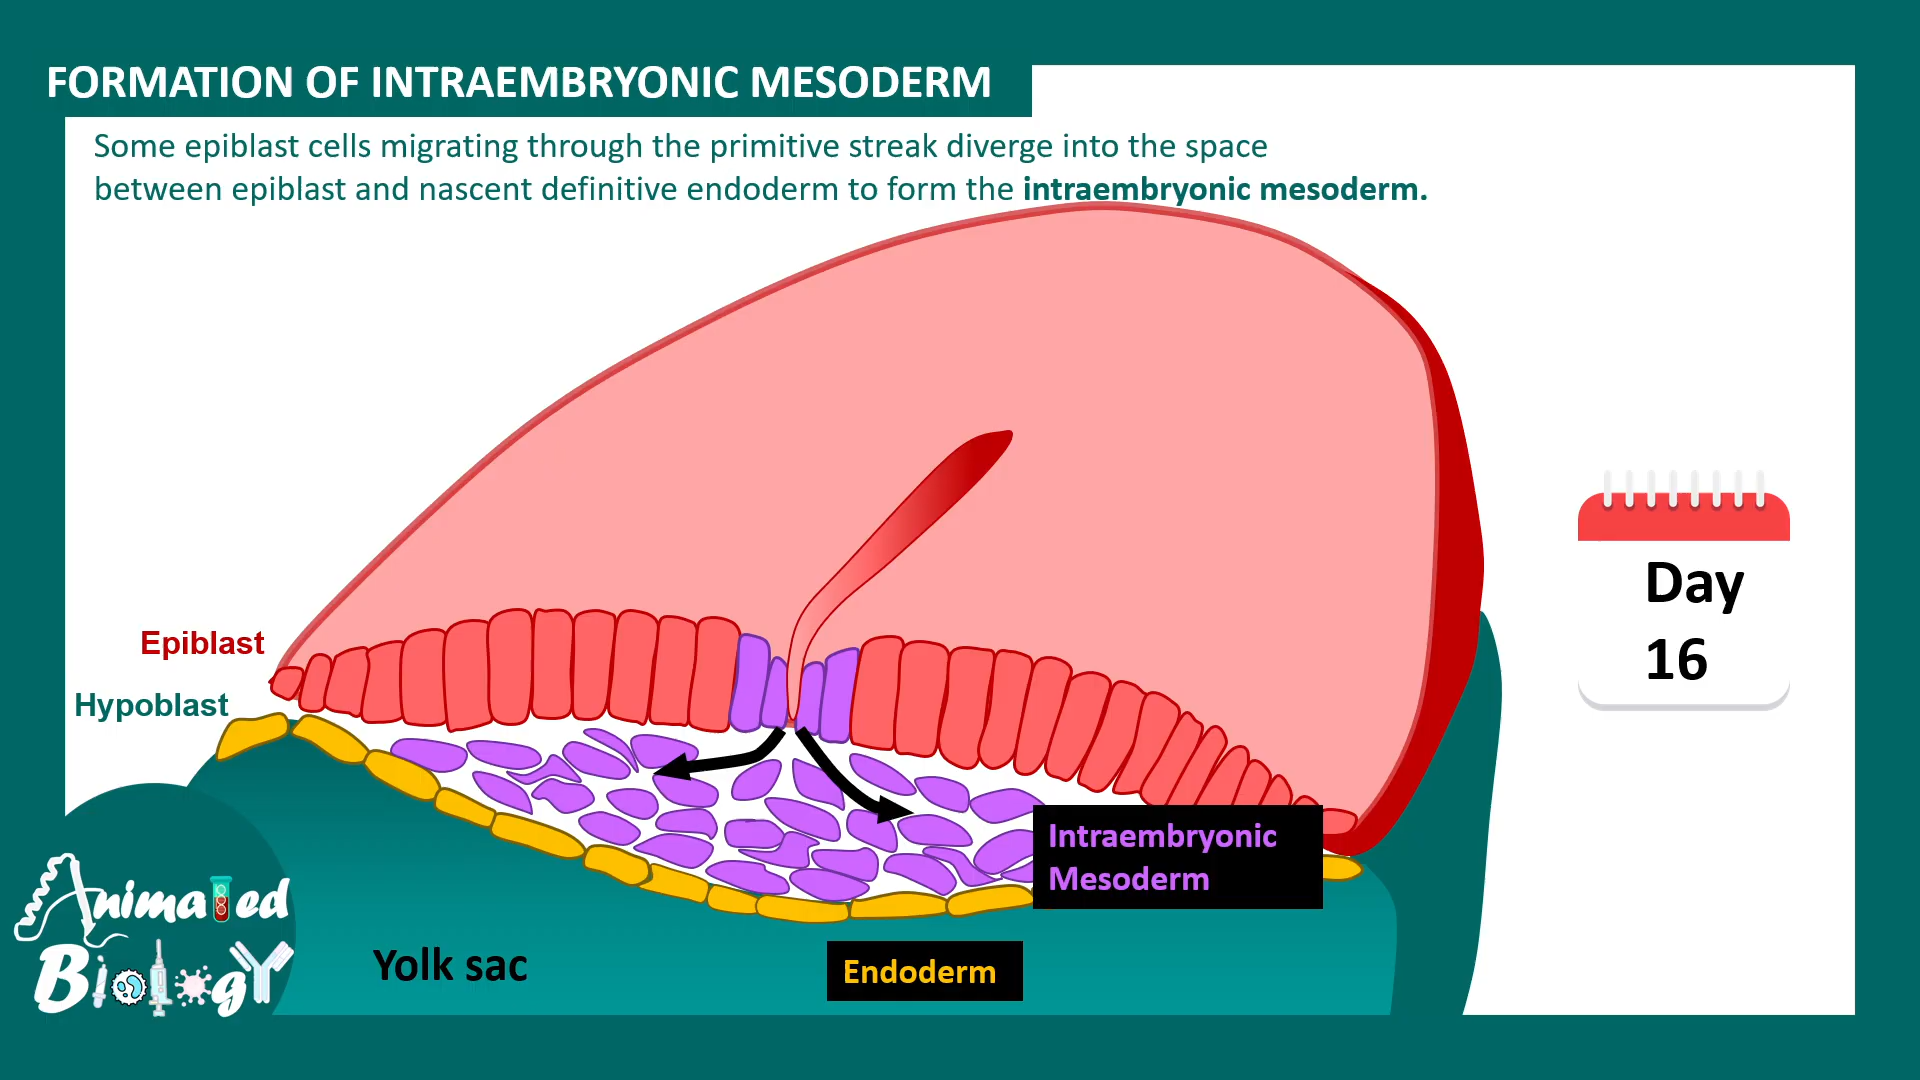 FORMATION OF INTRAEMBRYONIC MESODERM
Some epiblast cells migrating through the primitive streak diverge into the space
between epiblast and nascent definitive endoderm to form the intraembryonic mesoderm.
Epiblast
Hypoblast
Day
16
Intraembryonic
Mesoderm
Endoderm
Yolk sac
Animated
Biology